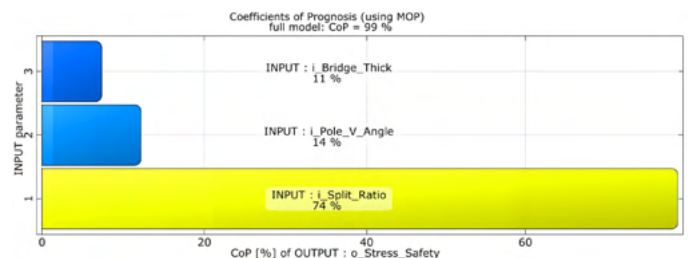 Coefficients of Prognosis (using MOP)
full model: CoP = 99 %
INPUT parameter
3
INPUT : i_Bridge_Thick
11 %
2
INPUT : i_Pole_V_Angle
14 %
1
INPUT : i_Split_Ratio
74 %
0
20
40
60
CoP [%] of OUTPUT : o_Stress_Safety